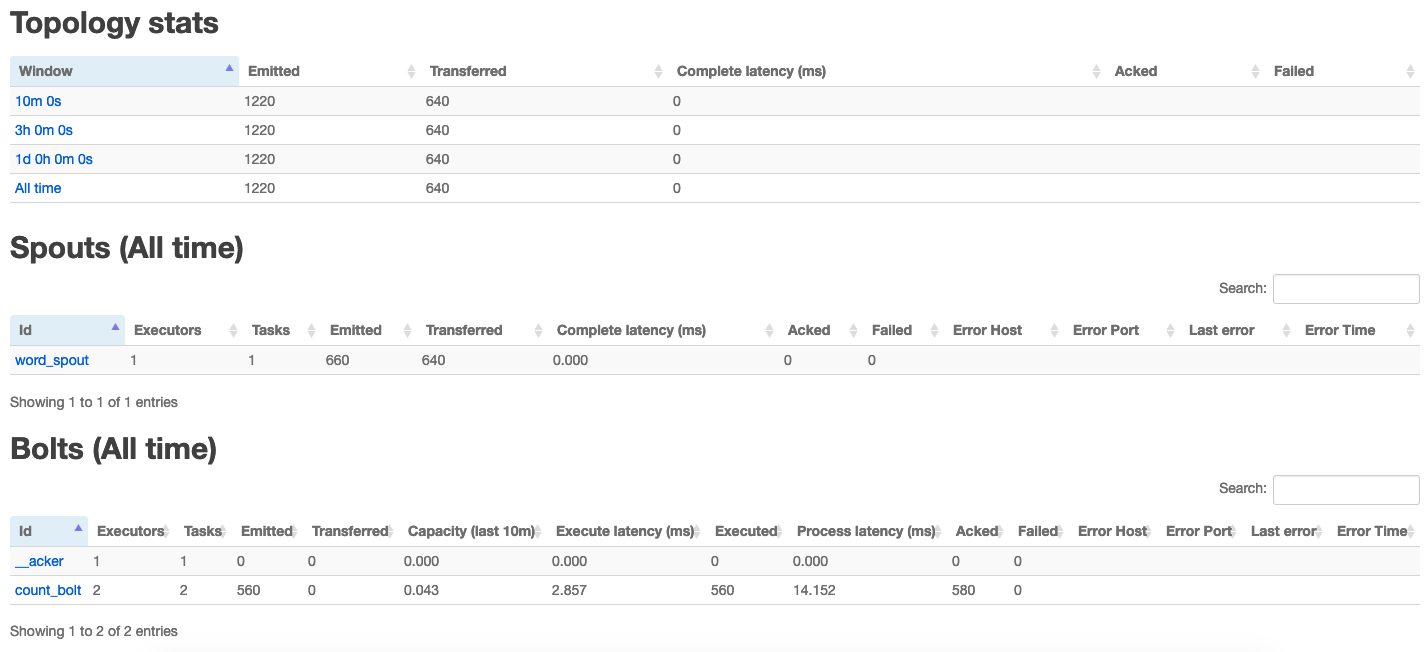 Topology stats
Window Emitted Transferred Complete latency (ms) Acked Failed
10m 0s 1220 640 0
3h 0m 0s 1220 640 0
1d 0h 0m 0s 1220 640 0
All time 1220 640 0
Spouts (All time)
Search:
Id Executors Tasks Emitted Transferred Complete latency (ms) Acked Failed Error Host Error Port Last error Error Time
word_spout 1 1 660 640 0.000 0 0
Showing 1 to 1 of 1 entries
Bolts (All time)
Search:
Id Executors Tasks Emitted Transferred Capacity (last 10m) Execute latency (ms) Executed Process latency (ms) Acked Failed Error Host Error Port Last error Error Time
__acker 1 1 0 0 0.000 0.000 0 0.000 0 0
count_bolt 2 2 560 0 0.043 2.857 560 14.152 580 0
Showing 1 to 2 of 2 entries